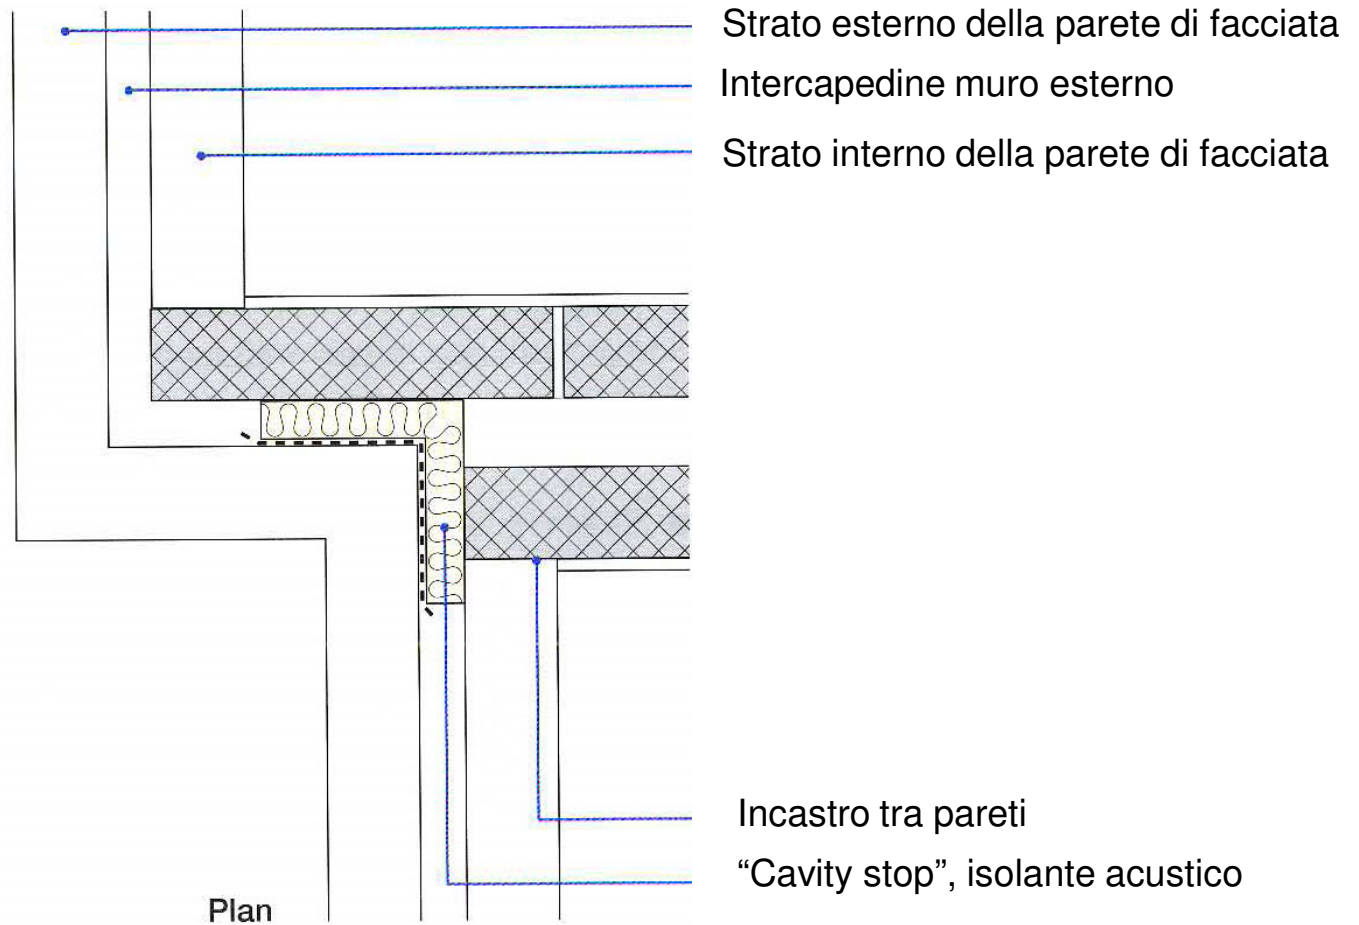 Strato esterno della parete di facciata
Intercapedine muro esterno
Strato interno della parete di facciata
Incastro tra pareti
“Cavity stop”, isolante acustico
Plan